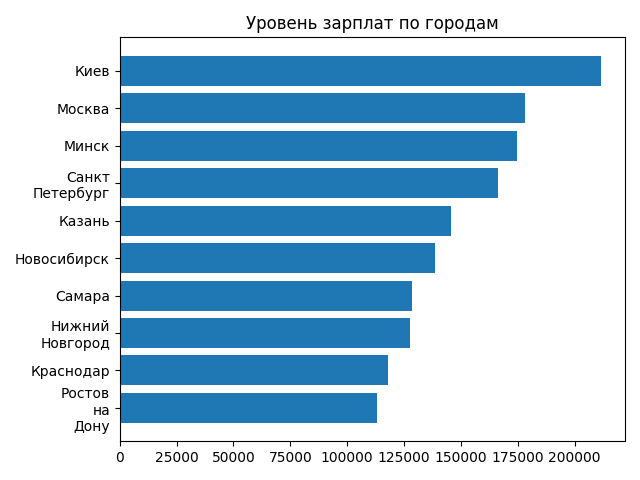 Уровень зарплат по городам
Киев
Москва
Минск
Санкт
Петербург
Казань
Новосибирск
Самара
Нижний
Новгород
Краснодар
Ростов
на
Дону
0 25000 50000 75000 100000 125000 150000 175000 200000